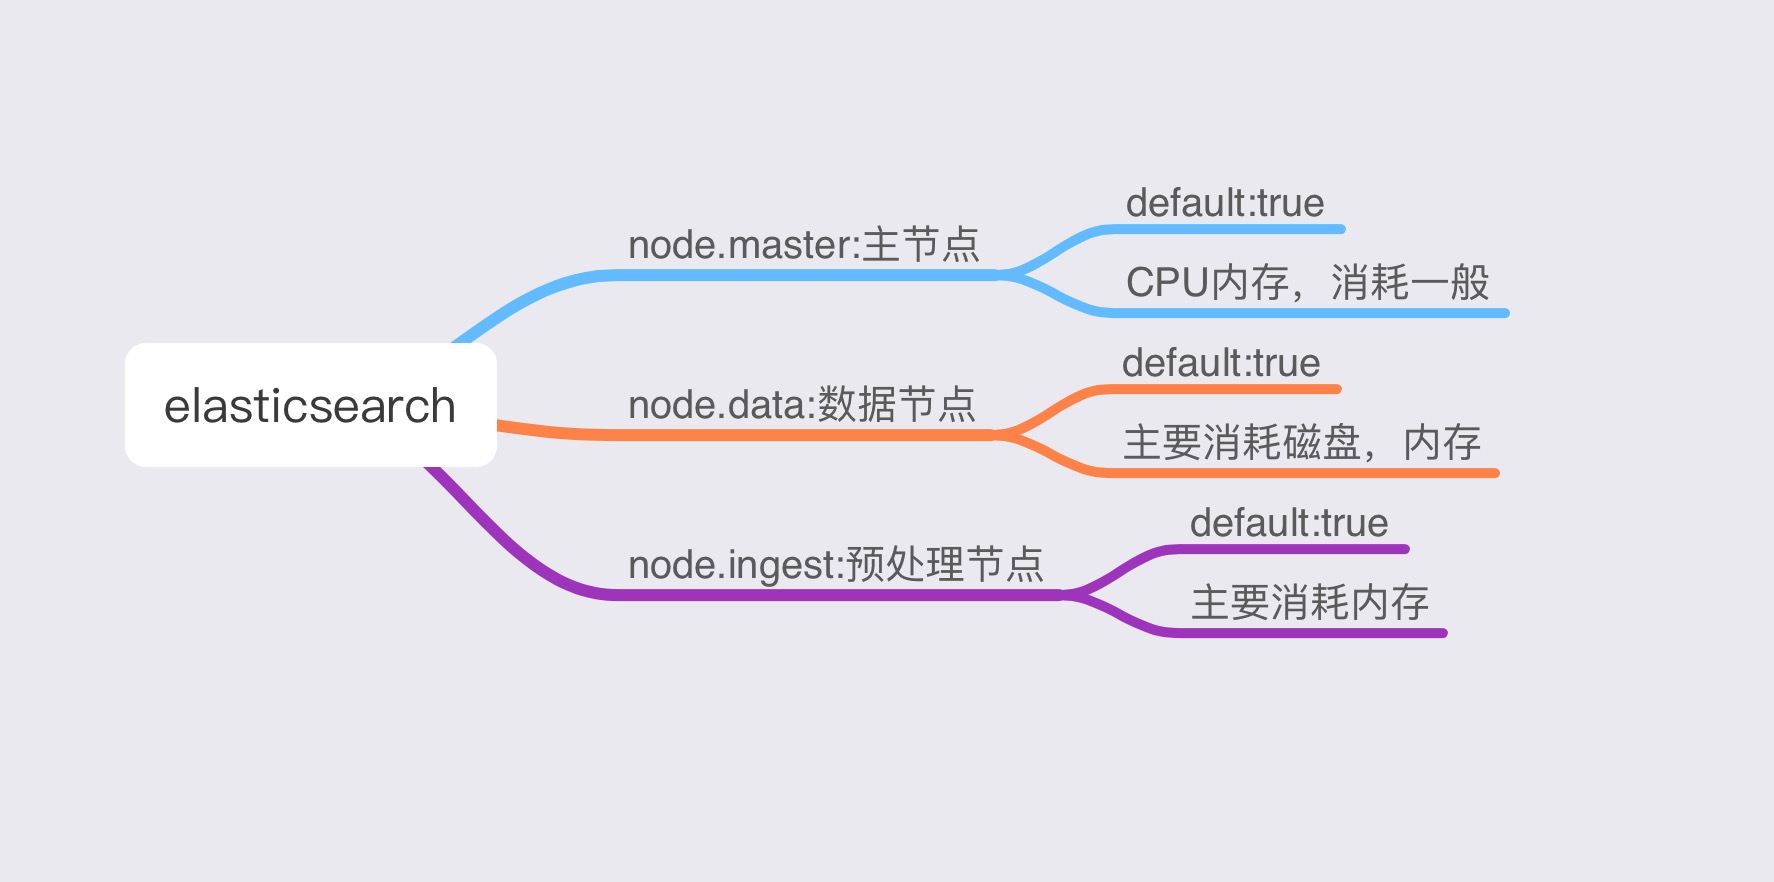 elasticsearch
node.master:主节点
default:true
CPU内存，消耗一般
node.data:数据节点
default:true
主要消耗磁盘，内存
node.ingest:预处理节点
default:true
主要消耗内存